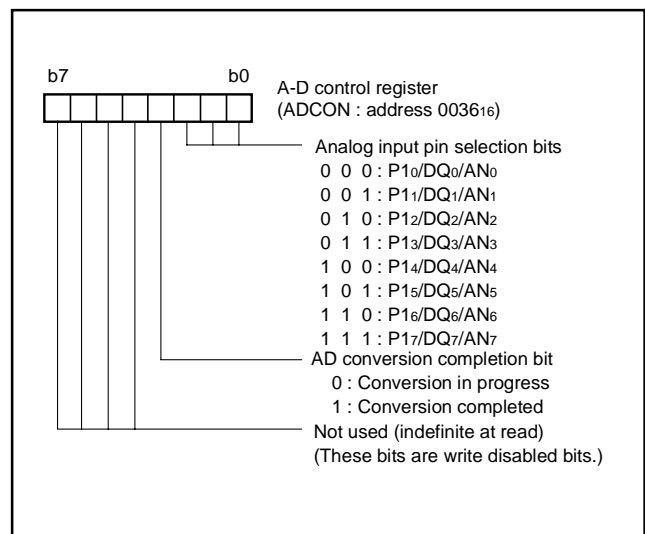 b7 b0
A-D control register
(ADCON : address 003616)
Analog input pin selection bits
0 0 0 : P10/DQ0/AN0
0 0 1 : P11/DQ1/AN1
0 1 0 : P12/DQ2/AN2
0 1 1 : P13/DQ3/AN3
1 0 0 : P14/DQ4/AN4
1 0 1 : P15/DQ5/AN5
1 1 0 : P16/DQ6/AN6
1 1 1 : P17/DQ7/AN7
AD conversion completion bit
0 : Conversion in progress
1 : Conversion completed
Not used (indefinite at read)
(These bits are write disabled bits.)